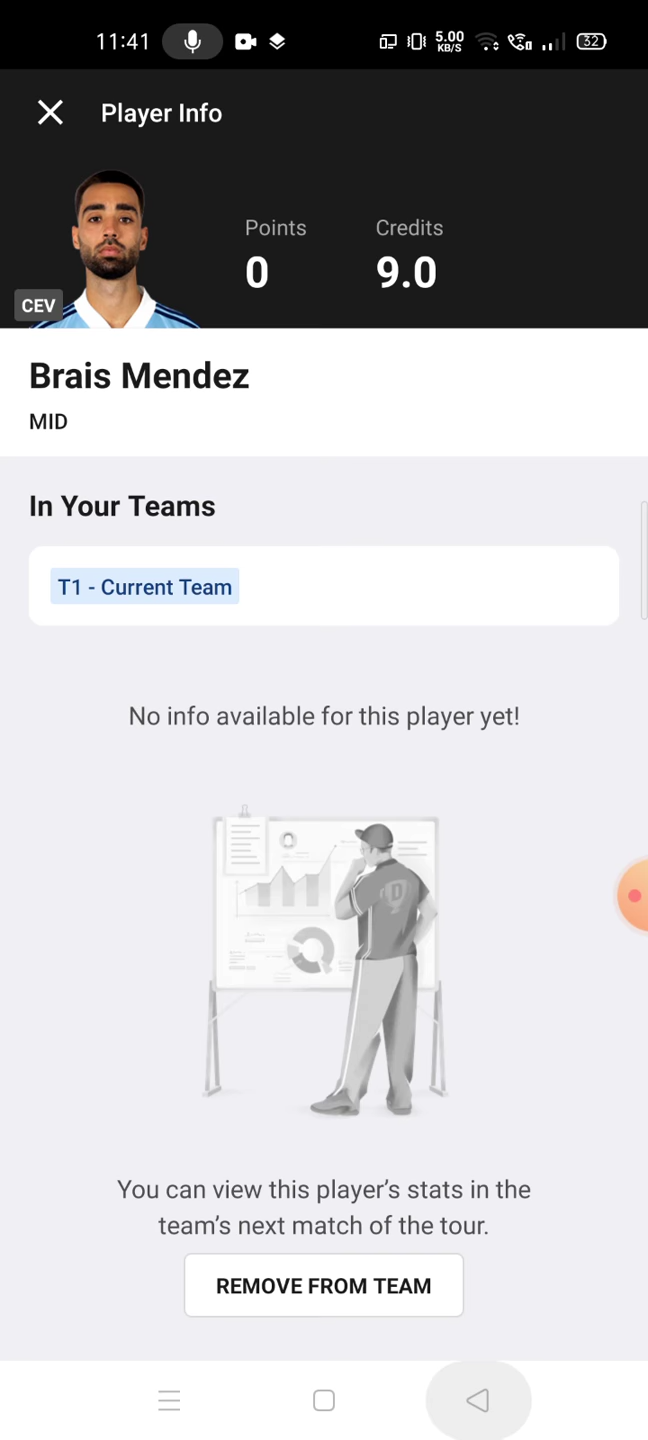 11:41
5.00
KB/S
32
Player Info
Points
Credits
0
9.0
CEV
Brais Mendez
MID
In Your Teams
T1 - Current Team
No info available for this player yet!
D
You can view this player's stats in the
team's next match of the tour.
REMOVE FROM TEAM